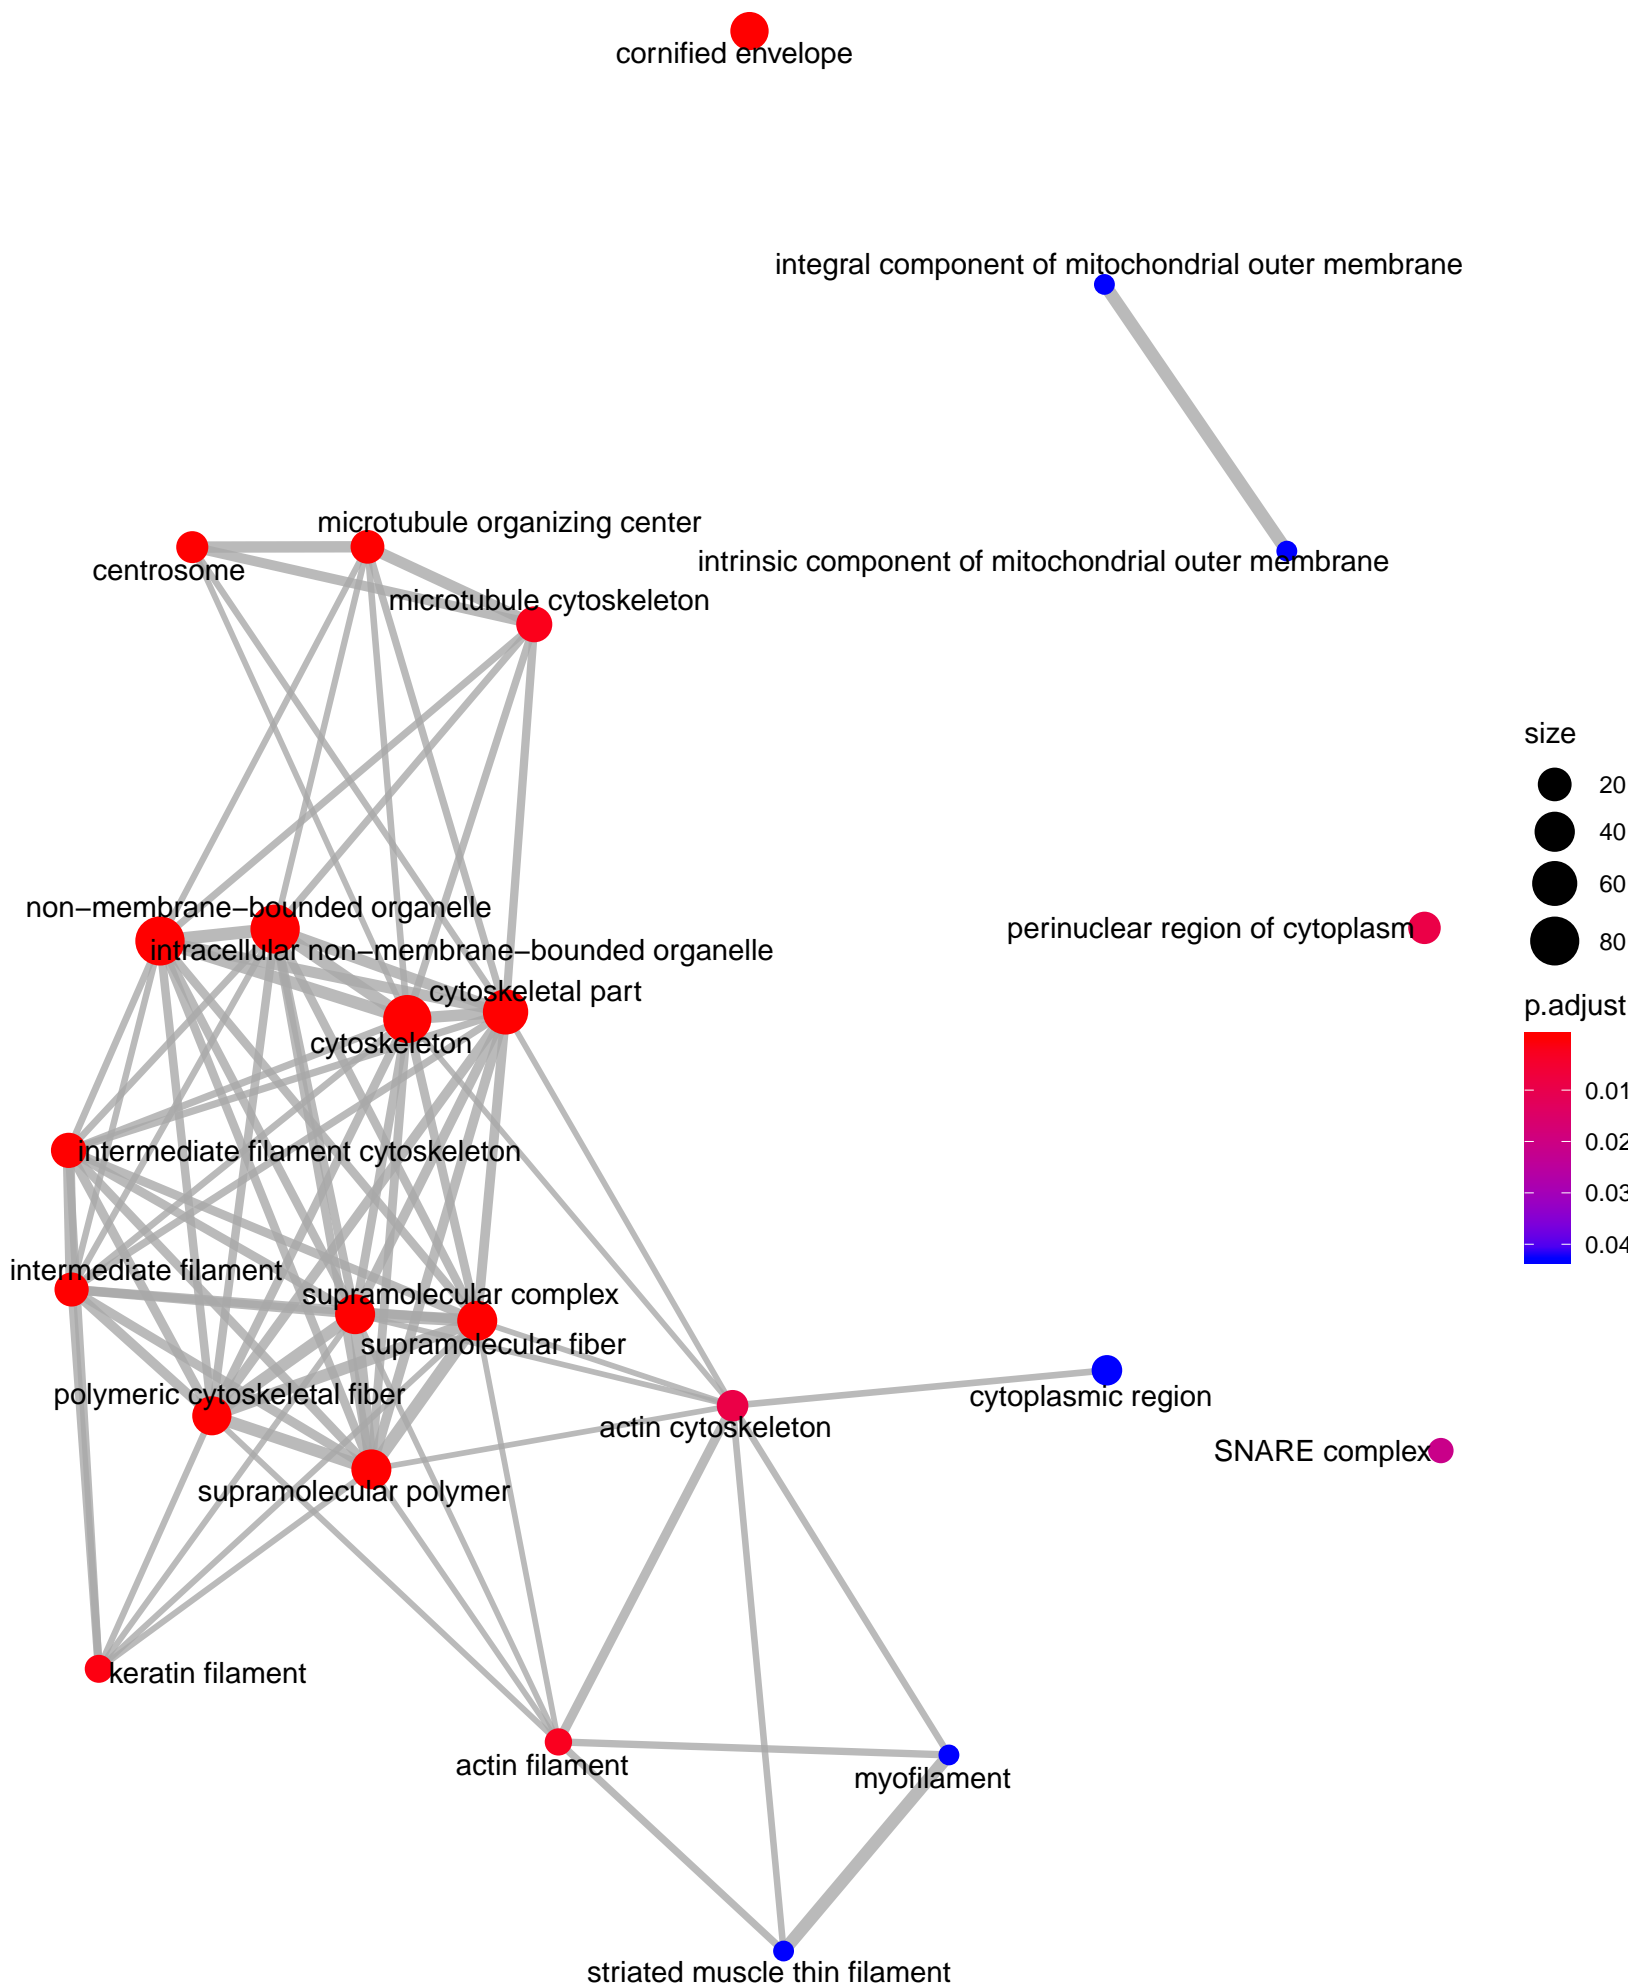 cornified envelope
integral component of mitochondrial outer membrane
microtubule organizing center
intrinsic component of mitochondrial outer membrane
centrosome
microtubule cytoskeleton
size
20
40
60
80
non−membrane−bounded organelle
perinuclear region of cytoplasm
intracellular non−membrane−bounded organelle
cytoskeletal part
p.adjust
cytoskeleton
0.01
0.02
0.03
0.04
intermediate filament cytoskeleton
intermediate filament
supramolecular complex
supramolecular fiber
polymeric cytoskeletal fiber
cytoplasmic region
actin cytoskeleton
SNARE complex
supramolecular polymer
keratin filament
actin filament
myofilament
striated muscle thin filament